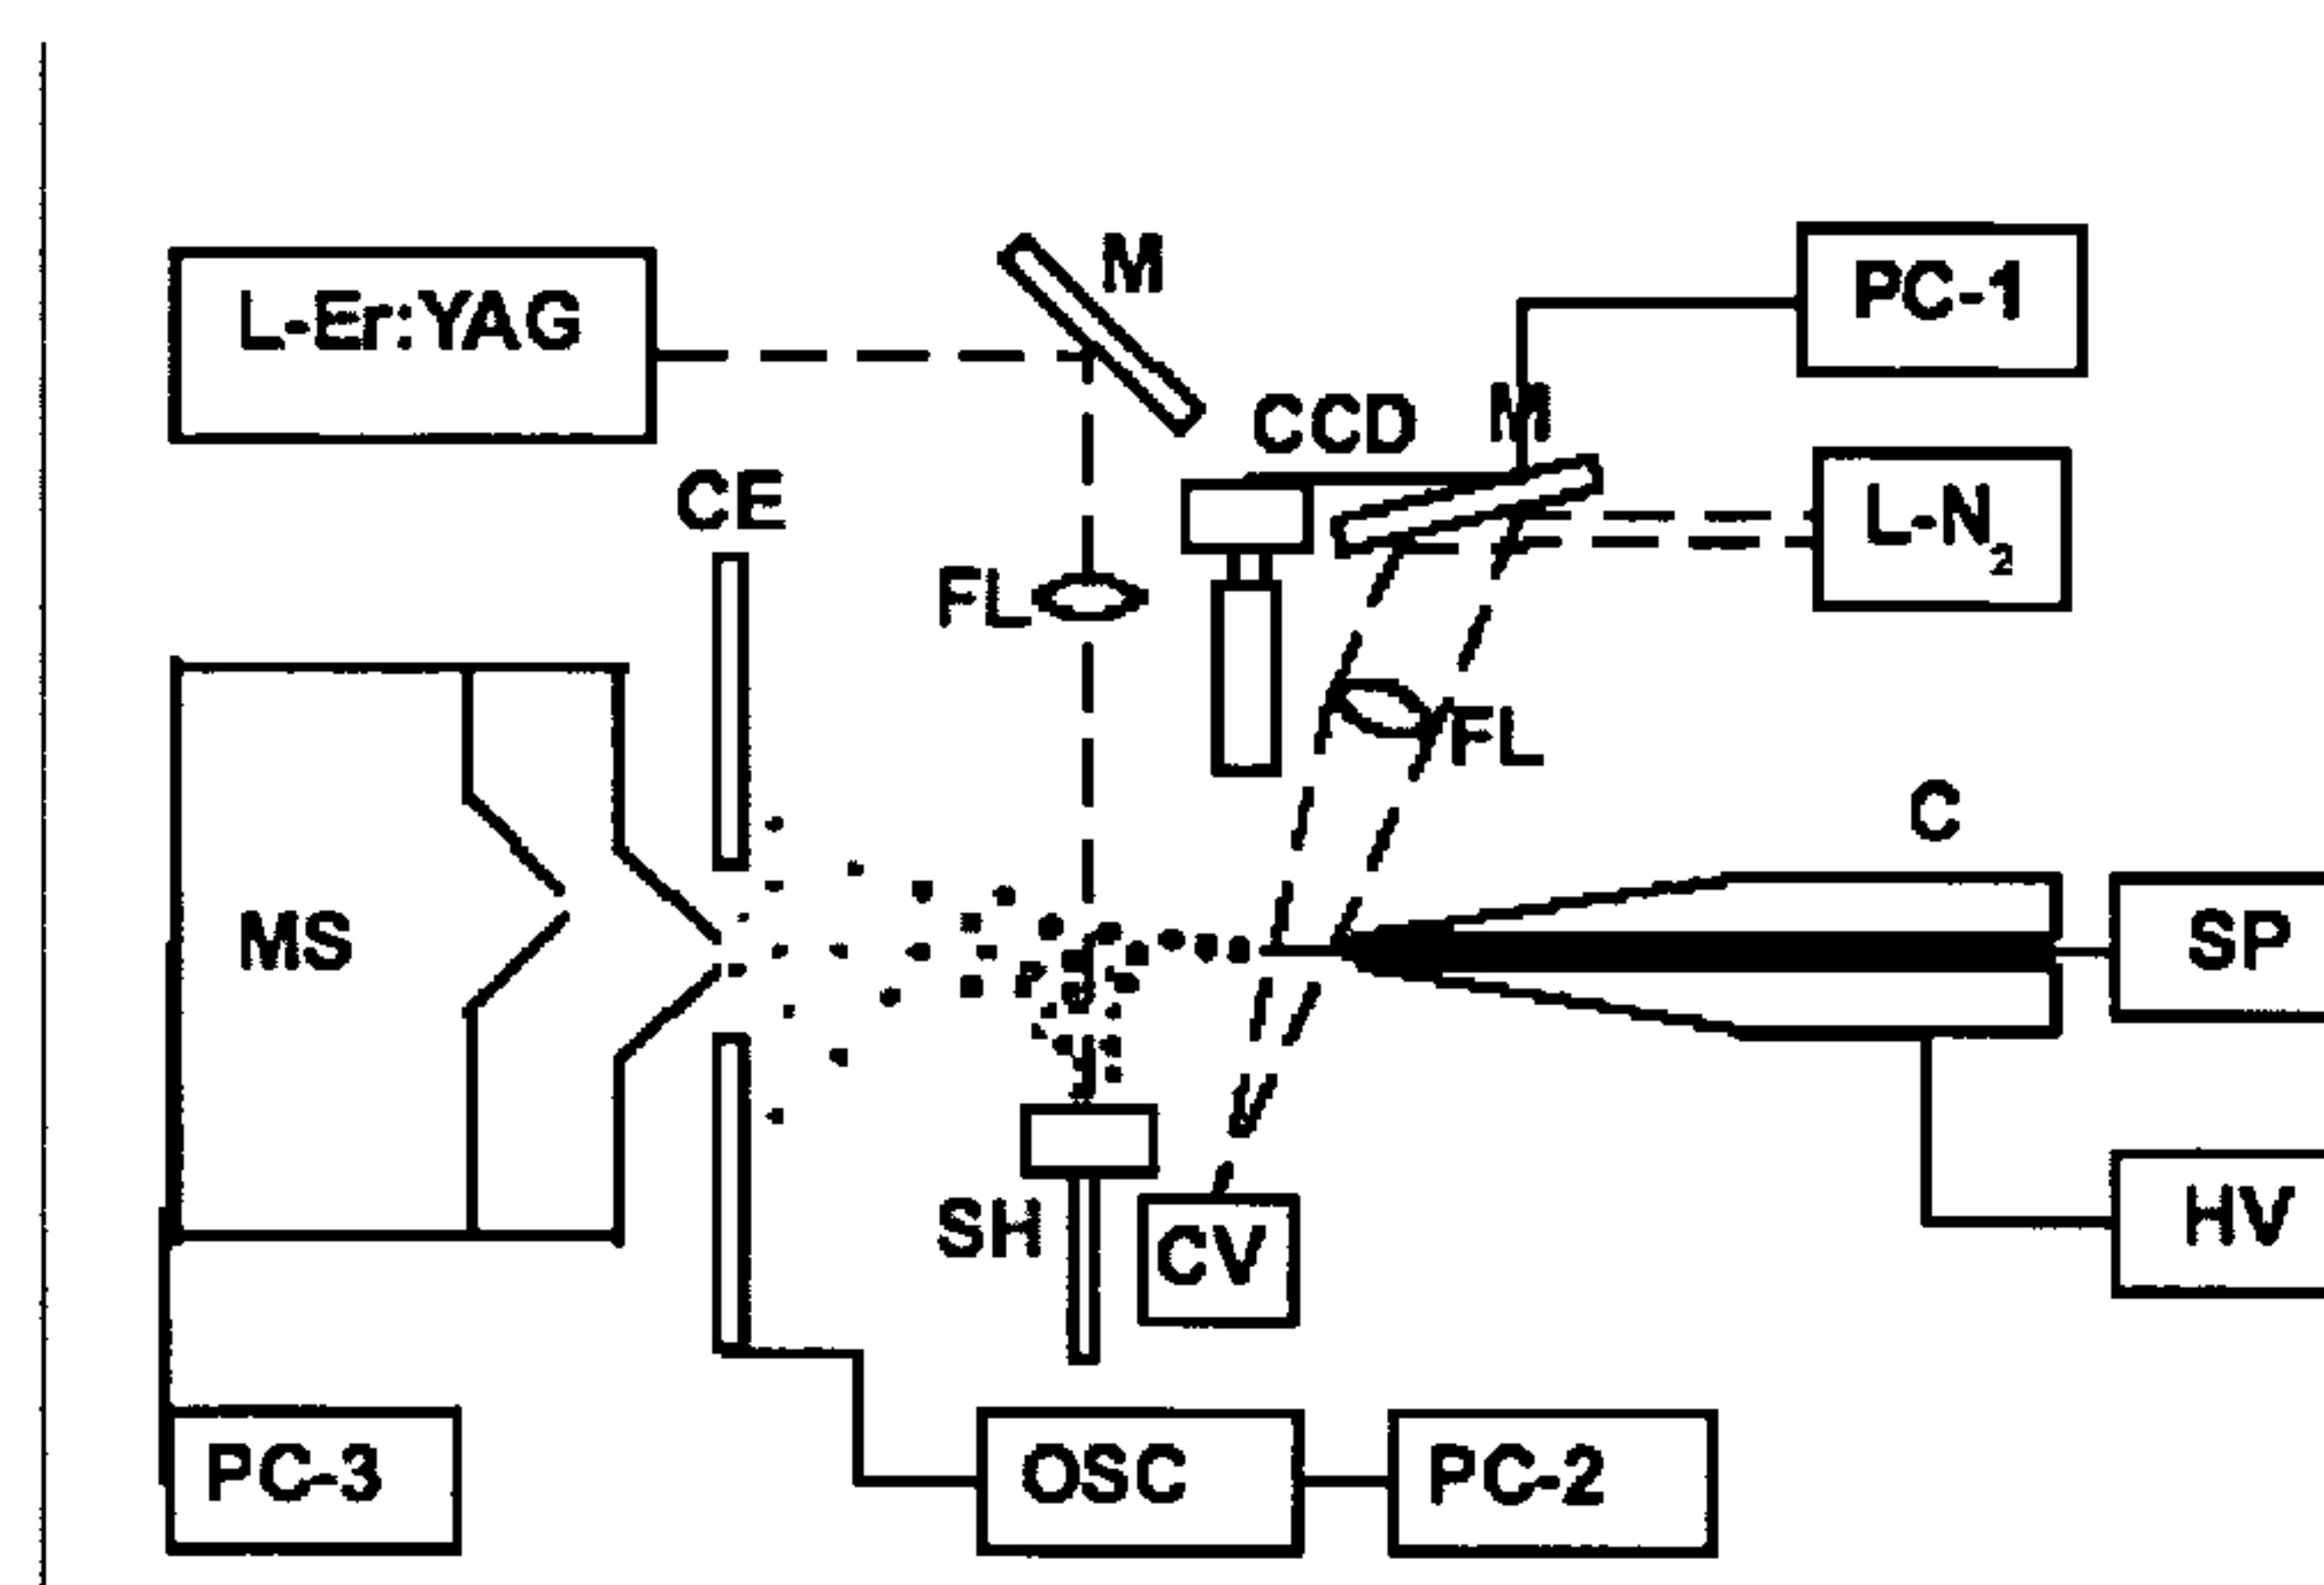 M
PC-1
L-Er:YAG
CCD
M
CE
L-N₂
FL
FL
C
MS
SP
SH
CV
HV
PC-3
OSC
PC-2